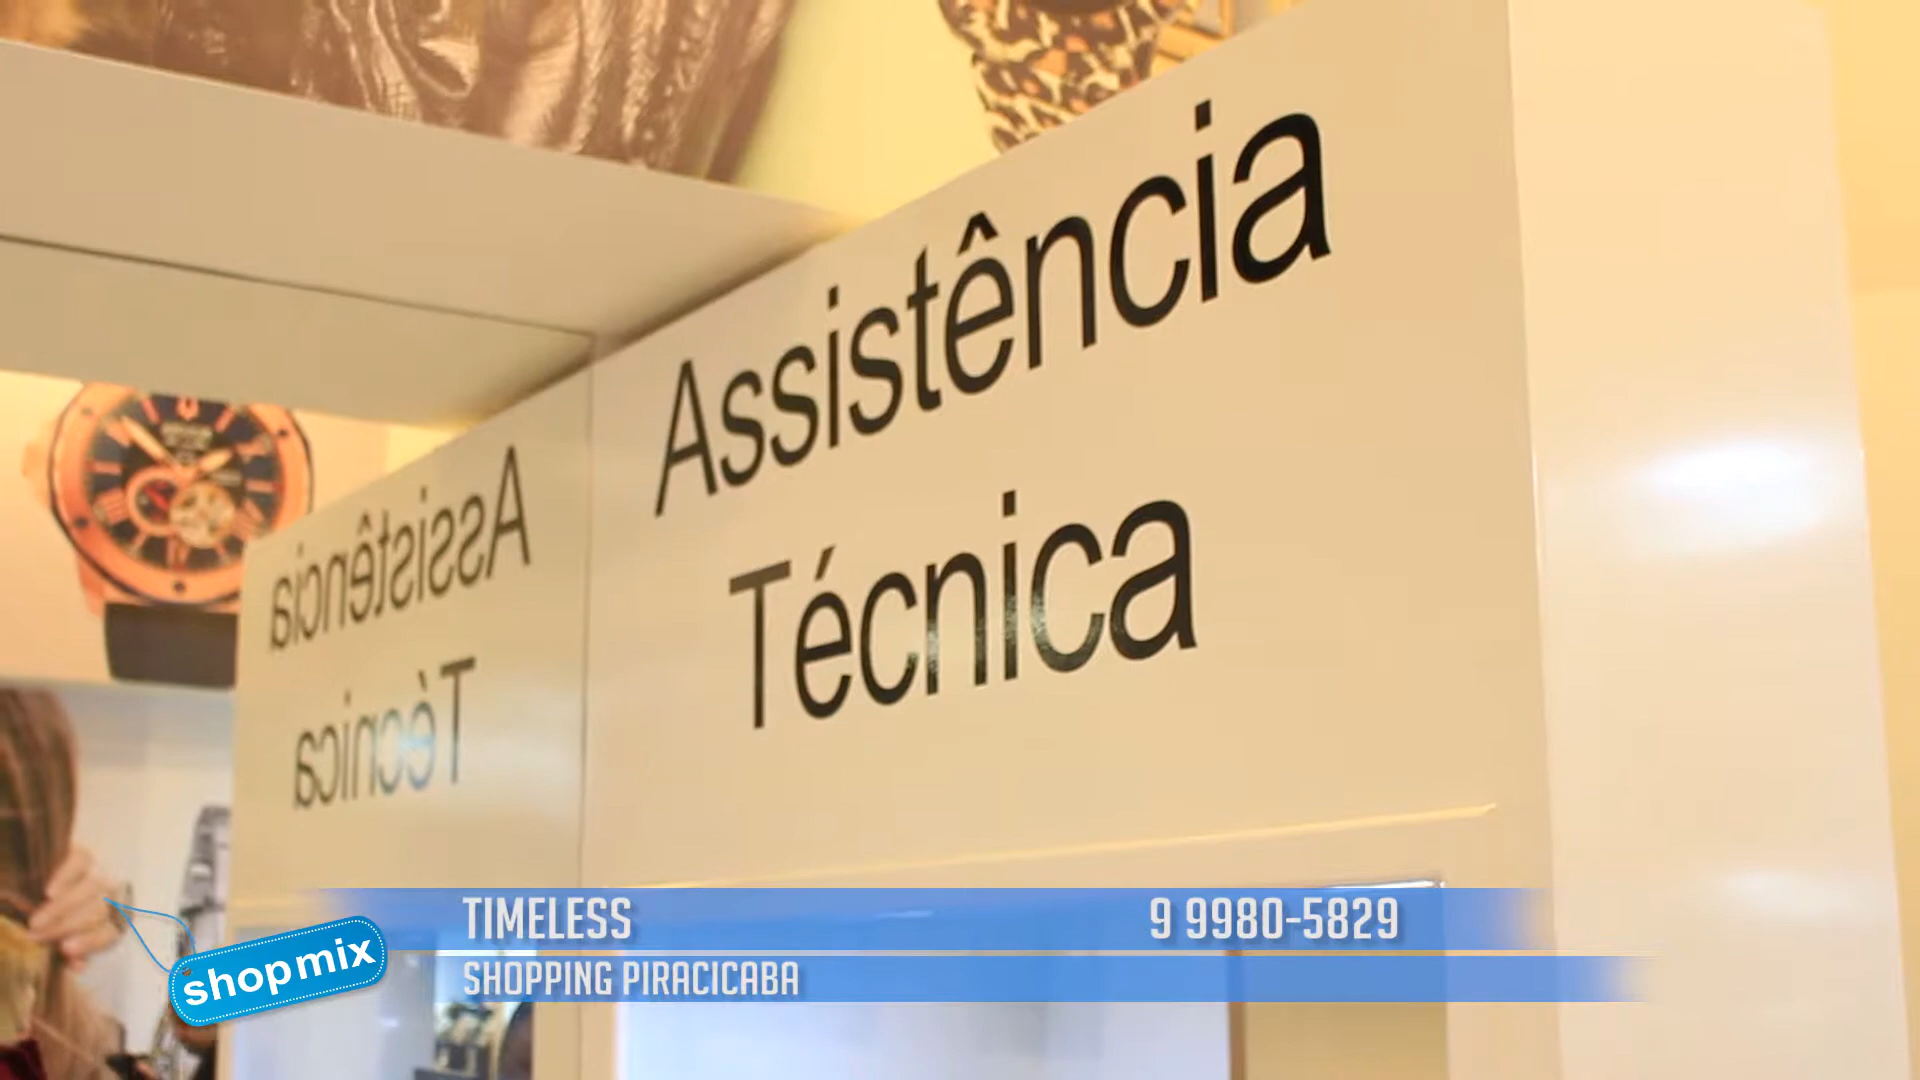 Assistência
Técnica
Assistência
Técnica
TIMELESS
9 9980-5829
SHOPPING PIRACICABA
shopmix